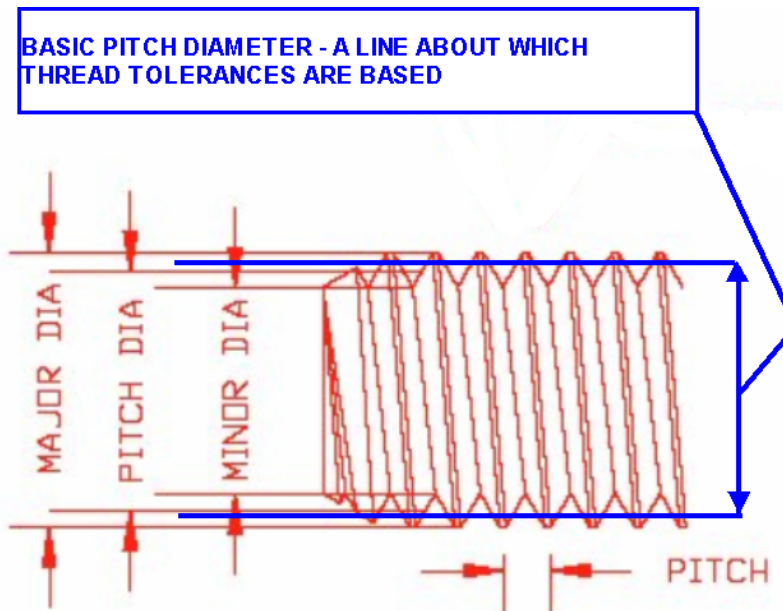 BASIC PITCH DIAMETER - A LINE ABOUT WHICH
THREAD TOLERANCES ARE BASED
MAJOR DIA
PITCH DIA
MINOR DIA
PITCH